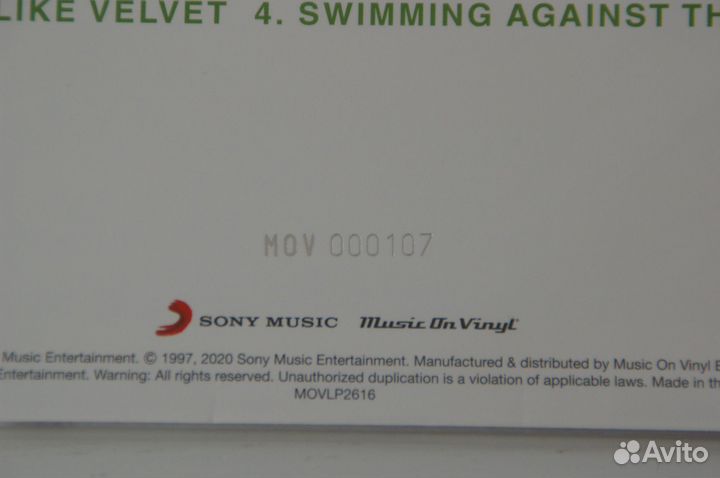 LIKE VELVET 4. SWIMMING AGAINST TH
MOV 000107
SONY MUSIC Music On Vinyl
Music Entertainment. © 1997, 2020 Sony Music Entertainment. Manufactured & distributed by Music On Vinyl B
Entertainment. Warning: All rights reserved. Unauthorized duplication is a violation of applicable laws. Made in th
MOVLP2616
Avito